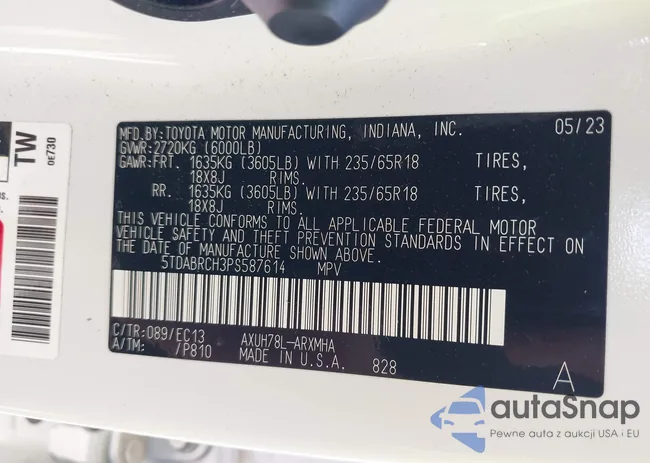 MFD.BY:TOYOTA MOTOR MANUFACTURING, INDIANA, INC. 05/23
GVWR:2720KG (6000LB)
GAWR:FRT. 1635KG (3605LB) WITH 235/65R18 TIRES,
18X8J RIMS.
RR. 1635KG (3605LB) WITH 235/65R18 TIRES,
18X8J RIMS.
THIS VEHICLE CONFORMS TO ALL APPLICABLE FEDERAL MOTOR
VEHICLE SAFETY AND THEFT PREVENTION STANDARDS IN EFFECT ON
THE DATE OF MANUFACTURE SHOWN ABOVE.
5TDABRCH3PS587614 MPV
C/TR:089/EC13 AXUH78L-ARXMHA
A/TM: /P810 MADE IN U.S.A. 828
A
TW
0E730
autaSnap
Pewne auta z aukcji USA i EU